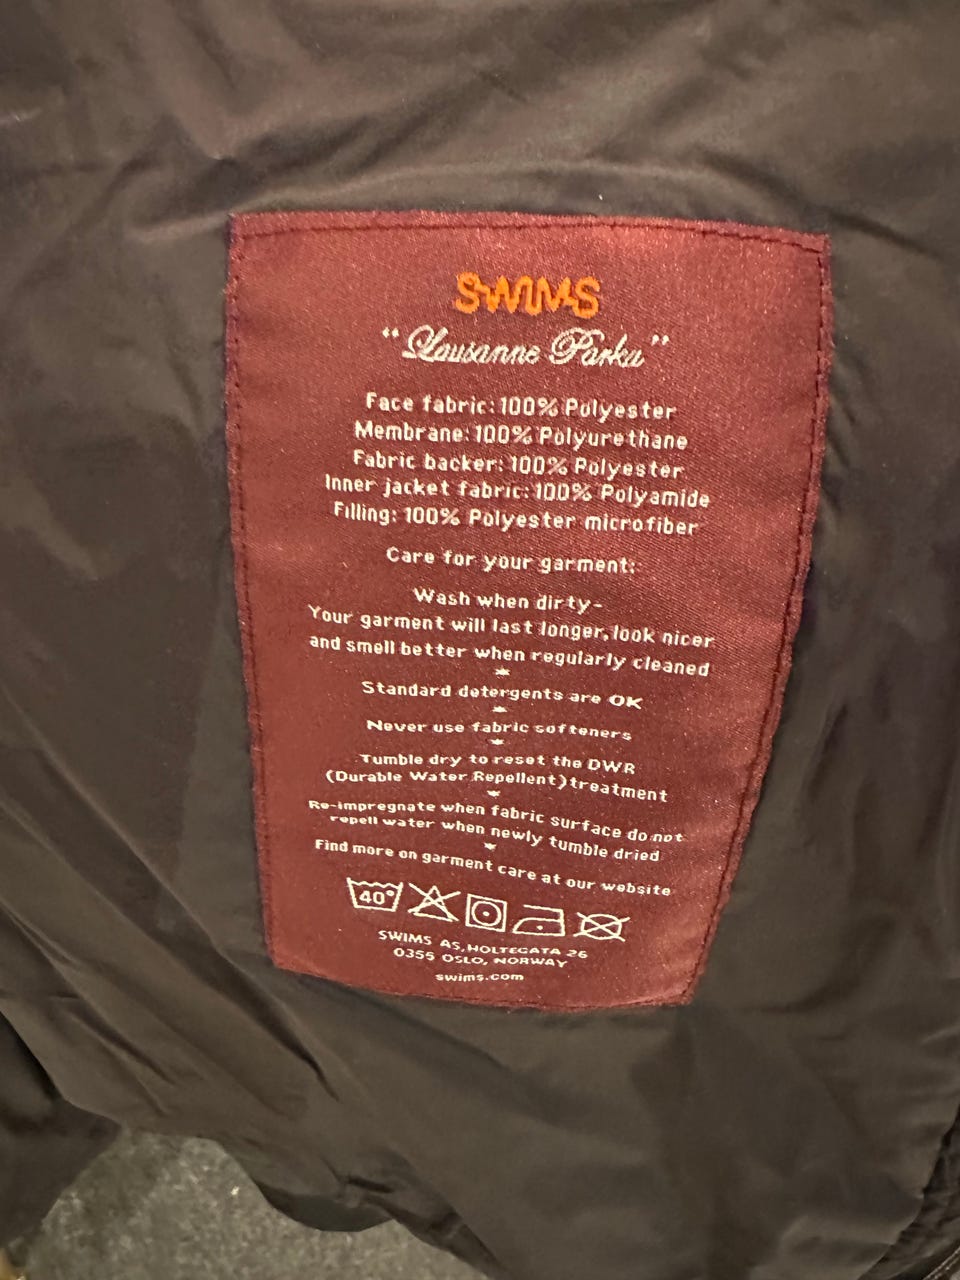 SWIMS
"Lausanne Parka"
Face fabric: 100% Polyester
Membrane: 100% Polyurethane
Fabric backer: 100% Polyester
Inner jacket fabric: 100% Polyamide
Filling: 100% Polyester microfiber
Care for your garment:
Wash when dirty-
Your garment will last longer, look nicer
and smell better when regularly cleaned
Standard detergents are OK
Never use fabric softeners
Tumble dry to reset the DWR
(Durable Water Repellent) treatment
Re-impregnate when fabric surface do not
repell water when newly tumble dried
Find more on garment care at our website
40°
SWIMS AS, HOLTEGATA 26
0355 OSLO, NORWAY
swims.com